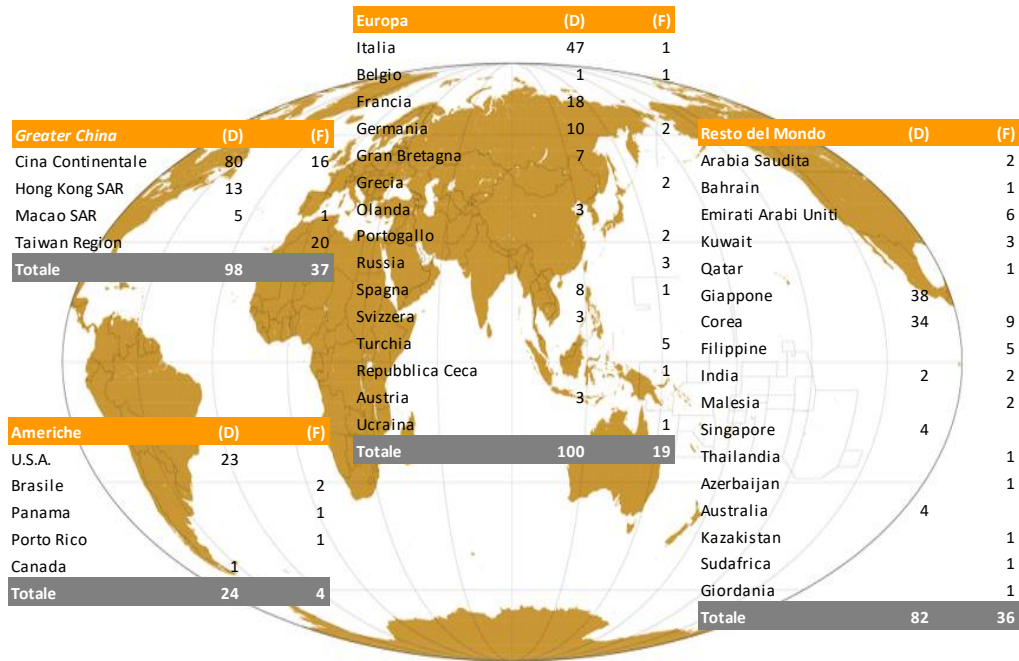 Europa (D) (F)
Italia 47 1
Belgio 1 1
Francia 18
Germania 10 2
Gran Bretagna 7
Grecia 2
Olanda 3
Portogallo 2
Russia 3
Spagna 8 1
Svizzera 3
Turchia 5
Repubblica Ceca 1
Austria 3
Ucraina 1
Totale 100 19
Greater China (D) (F)
Cina Continentale 80 16
Hong Kong SAR 13
Macao SAR 5 1
Taiwan Region 20
Totale 98 37
Resto del Mondo (D) (F)
Arabia Saudita 2
Bahrain 1
Emirati Arabi Uniti 6
Kuwait 3
Qatar 1
Giappone 38
Corea 34 9
Filippine 5
India 2 2
Malesia 2
Singapore 4
Thailandia 1
Azerbaijan 1
Australia 4
Kazakistan 1
Sudafrica 1
Giordania 1
Totale 82 36
Americhe (D) (F)
U.S.A. 23
Brasile 2
Panama 1
Porto Rico 1
Canada 1
Totale 24 4